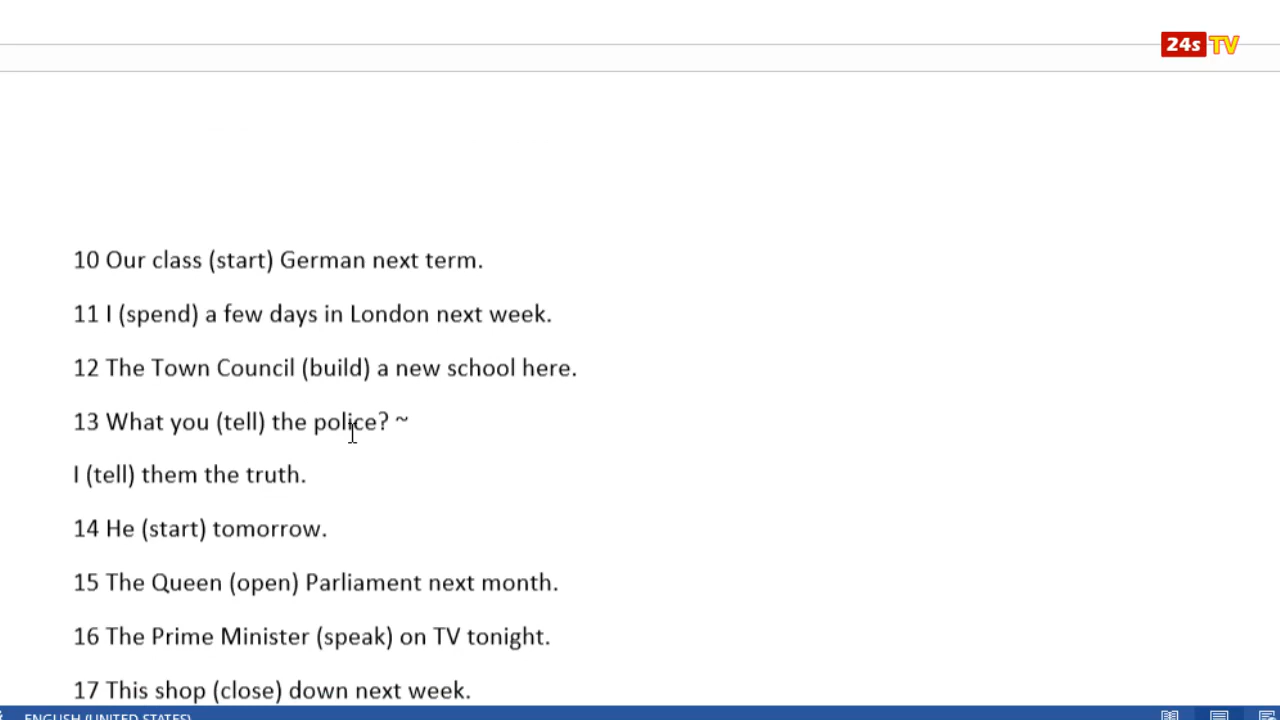 24s TV
10 Our class (start) German next term.
11 I (spend) a few days in London next week.
12 The Town Council (build) a new school here.
13 What you (tell) the police? ~
I (tell) them the truth.
14 He (start) tomorrow.
15 The Queen (open) Parliament next month.
16 The Prime Minister (speak) on TV tonight.
17 This shop (close) down next week.
ENGLISH (UNITED STATES)